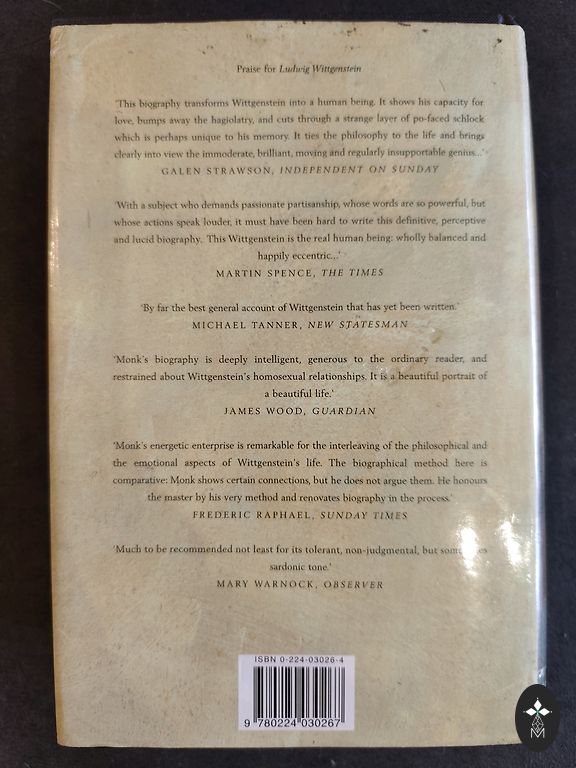 Praise for Ludwig Wittgenstein
'This biography transforms Wittgenstein into a human being. It shows his capacity for
love, bumps away the hagiolatry, and cuts through a strange layer of po-faced schlock
which is perhaps unique to his memory. It ties the philosophy to the life and brings
clearly into view the immoderate, brilliant, moving and regularly insupportable genius...'
GALEN STRAWSON, INDEPENDENT ON SUNDAY
'With a subject who demands passionate partisanship, whose words are so powerful, but
whose actions speak louder, it must have been hard to write this definitive, perceptive
and lucid biography. This Wittgenstein is the real human being: wholly balanced and
happily eccentric...'
MARTIN SPENCE, THE TIMES
'By far the best general account of Wittgenstein that has yet been written.'
MICHAEL TANNER, NEW STATESMAN
'Monk's biography is deeply intelligent, generous to the ordinary reader, and
restrained about Wittgenstein's homosexual relationships. It is a beautiful portrait of
a beautiful life.'
JAMES WOOD, GUARDIAN
'Monk's energetic enterprise is remarkable for the interleaving of the philosophical and
the emotional aspects of Wittgenstein's life. The biographical method here is
comparative: Monk shows certain connections, but he does not argue them. He honours
the master by his very method and renovates biography in the process.'
FREDERIC RAPHAEL, SUNDAY TIMES
'Much to be recommended not least for its tolerant, non-judgmental, but
sardonic tone.'
MARY WARNOCK, OBSERVER
ISBN 0-224-03026-4
9 780224 030267
M